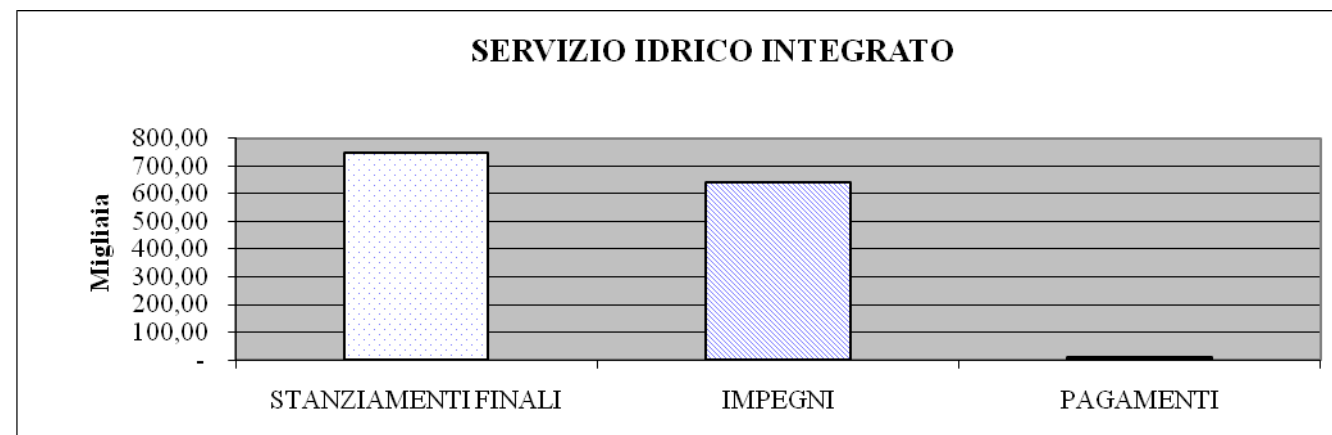 SERVIZIO IDRICO INTEGRATO
Migliaia
800,00
700,00
600,00
500,00
400,00
300,00
200,00
100,00
-
STANZIAMENTI FINALI
IMPEGNI
PAGAMENTI